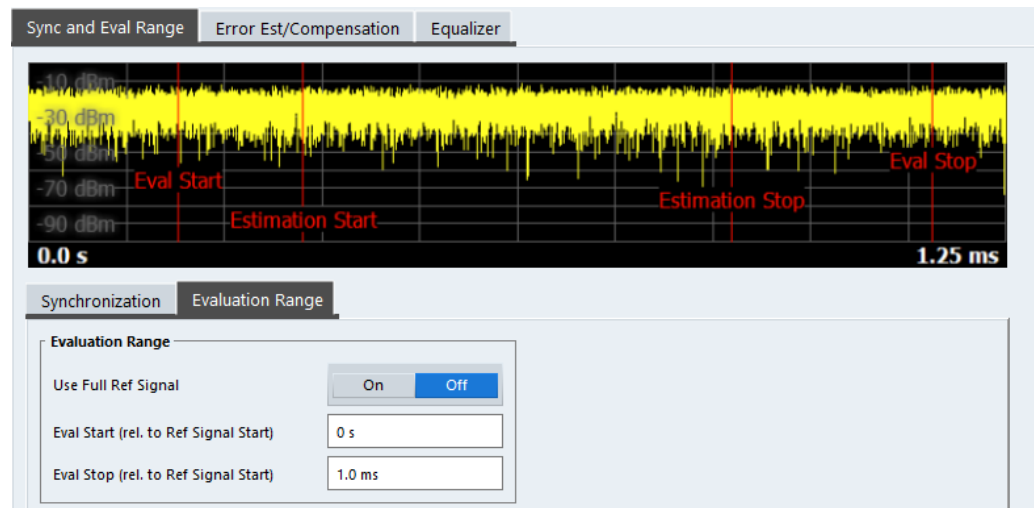 Sync and Eval Range Error Est/Compensation Equalizer
-10 dBm
-30 dBm
-50 dBm
Eval Stop
-70 dBm Eval Start
Estimation Stop
-90 dBm Estimation Start
0.0 s 1.25 ms
Synchronization Evaluation Range
Evaluation Range
Use Full Ref Signal On Off
Eval Start (rel. to Ref Signal Start) 0 s
Eval Stop (rel. to Ref Signal Start) 1.0 ms